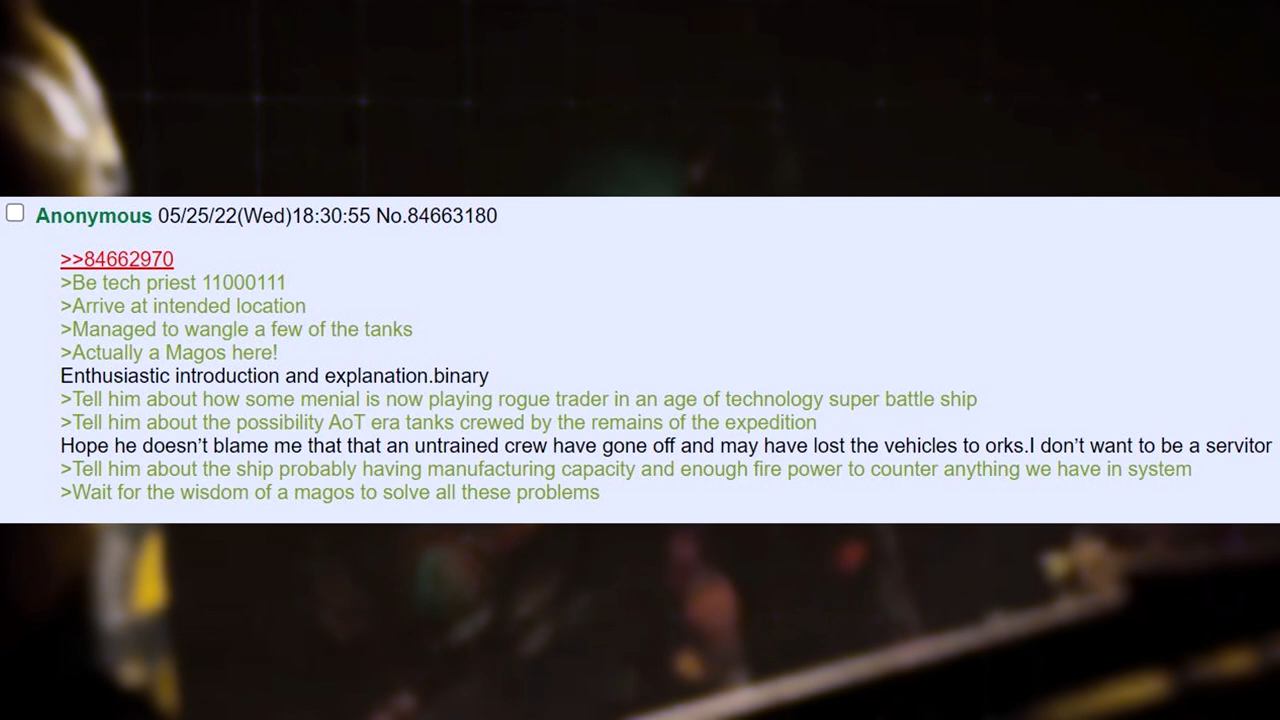 Anonymous 05/25/22(Wed)18:30:55 No.84663180
>>84662970
>Be tech priest 11000111
>Arrive at intended location
>Managed to wangle a few of the tanks
>Actually a Magos here!
Enthusiastic introduction and explanation.binary
>Tell him about how some menial is now playing rogue trader in an age of technology super battle ship
>Tell him about the possibility AoT era tanks crewed by the remains of the expedition
Hope he doesn’t blame me that that an untrained crew have gone off and may have lost the vehicles to orks.I don’t want to be a servitor
>Tell him about the ship probably having manufacturing capacity and enough fire power to counter anything we have in system
>Wait for the wisdom of a magos to solve all these problems